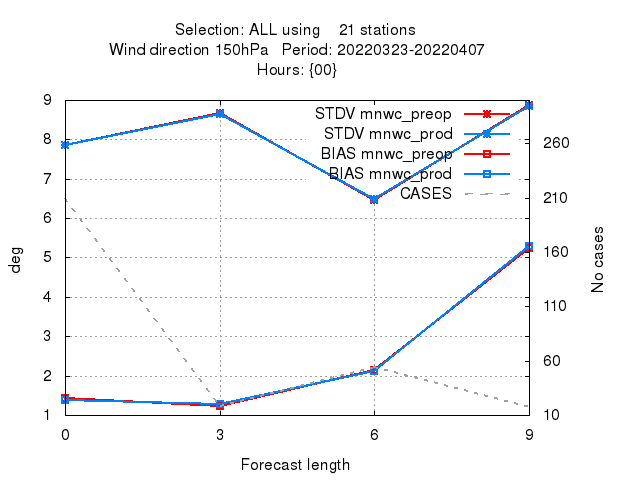 Selection: ALL using    21 stations
Wind direction 150hPa   Period: 20220323-20220407
Hours: {00}
STDV mnwc_preop
STDV mnwc_prod
BIAS mnwc_preop
BIAS mnwc_prod
CASES
9
8
7
6
5
4
3
2
1
deg
260
210
160
110
60
10
No cases
0 3 6 9
Forecast length